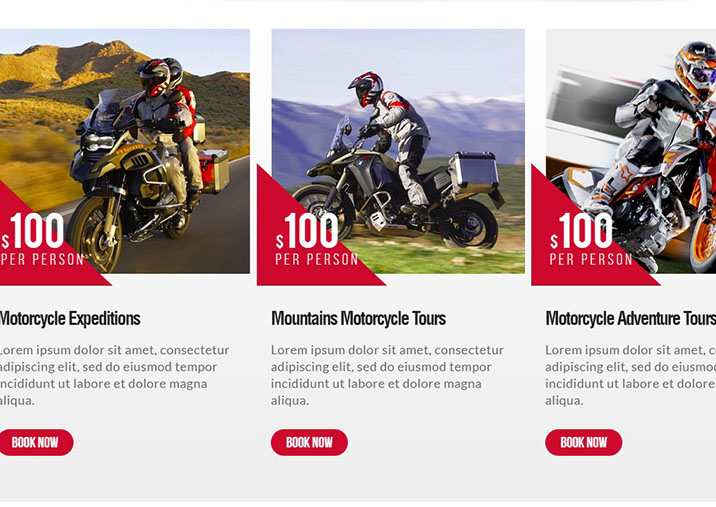 $100
PER PERSON
Motorcycle Expeditions
Lorem ipsum dolor sit amet, consectetur
adipiscing elit, sed do eiusmod tempor
incididunt ut labore et dolore magna
aliqua.
BOOK NOW
$100
PER PERSON
Mountains Motorcycle Tours
Lorem ipsum dolor sit amet, consectetur
adipiscing elit, sed do eiusmod tempor
incididunt ut labore et dolore magna
aliqua.
BOOK NOW
$100
PER PERSON
Motorcycle Adventure Tours
Lorem ipsum dolor sit amet,
adipiscing elit, sed do
incididunt ut labore et dolore
aliqua.
BOOK NOW